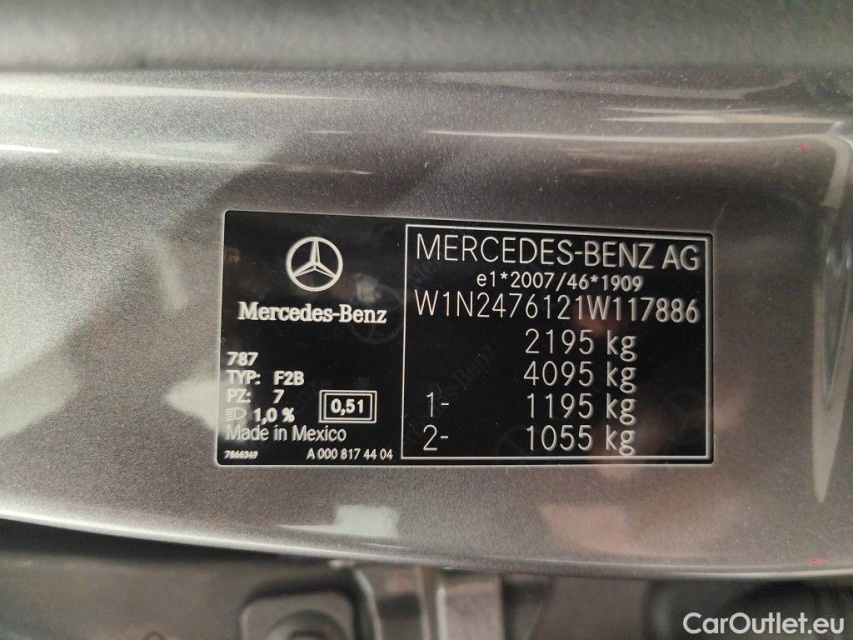 Mercedes-Benz
787
TYP: F2B
PZ: 7
1,0 %
0,51
Made in Mexico
7866349
A 000 817 44 04
MERCEDES-BENZ AG
e1*2007/46*1909
W1N2476121W117886
2195 kg
4095 kg
1- 1195 kg
2- 1055 kg
CarOutlet.eu